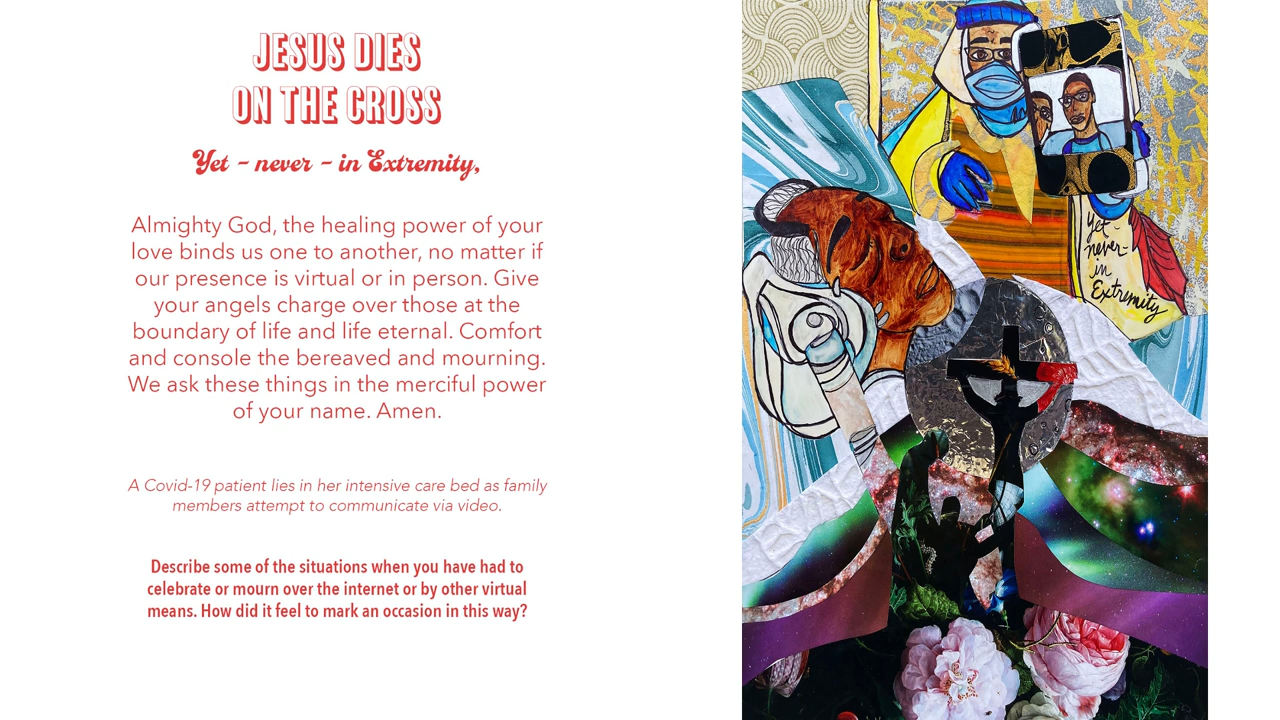 JESUS DIES
ON THE CROSS
Yet – never – in Extremity,
Almighty God, the healing power of your
love binds us one to another, no matter if
our presence is virtual or in person. Give
your angels charge over those at the
boundary of life and life eternal. Comfort
and console the bereaved and mourning.
We ask these things in the merciful power
of your name. Amen.
A Covid-19 patient lies in her intensive care bed as family
members attempt to communicate via video.
Describe some of the situations when you have had to
celebrate or mourn over the internet or by other virtual
means. How did it feel to mark an occasion in this way?
yet-
never-
in
Extremity